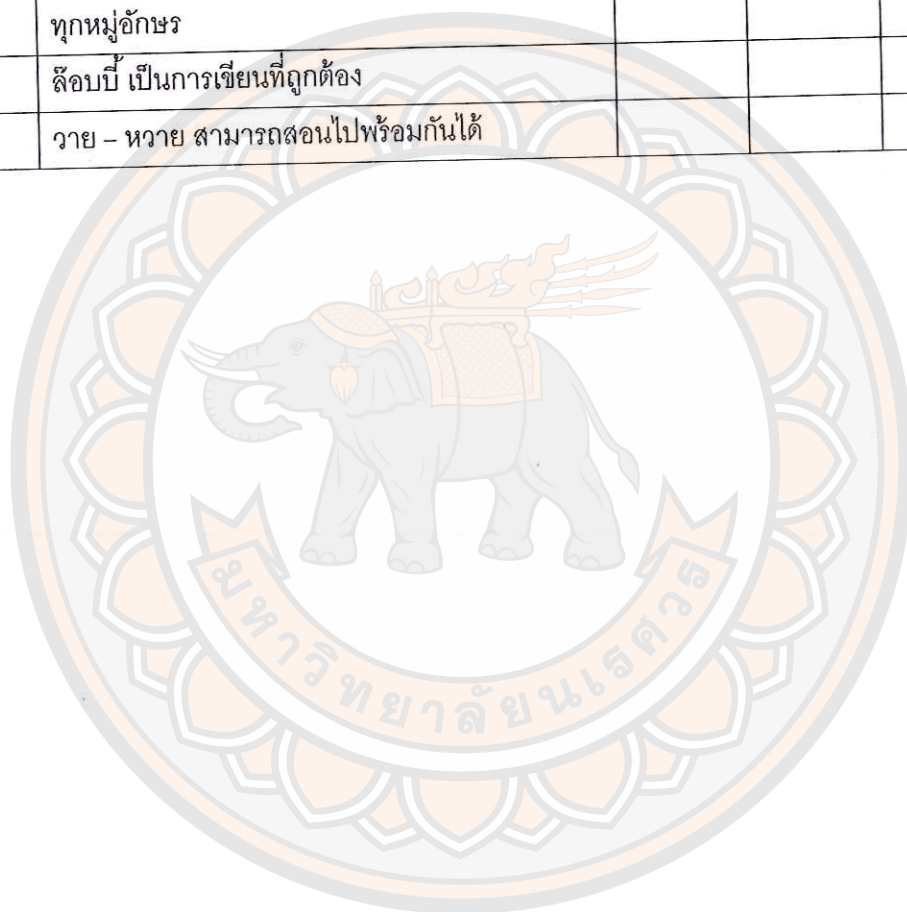 ทุกหมู่อักษร
ล๊อบบี้ เป็นการเขียนที่ถูกต้อง
วาย – หวาย สามารถสอนไปพร้อมกันได้
มหาวิทยาลัยนเรศวร